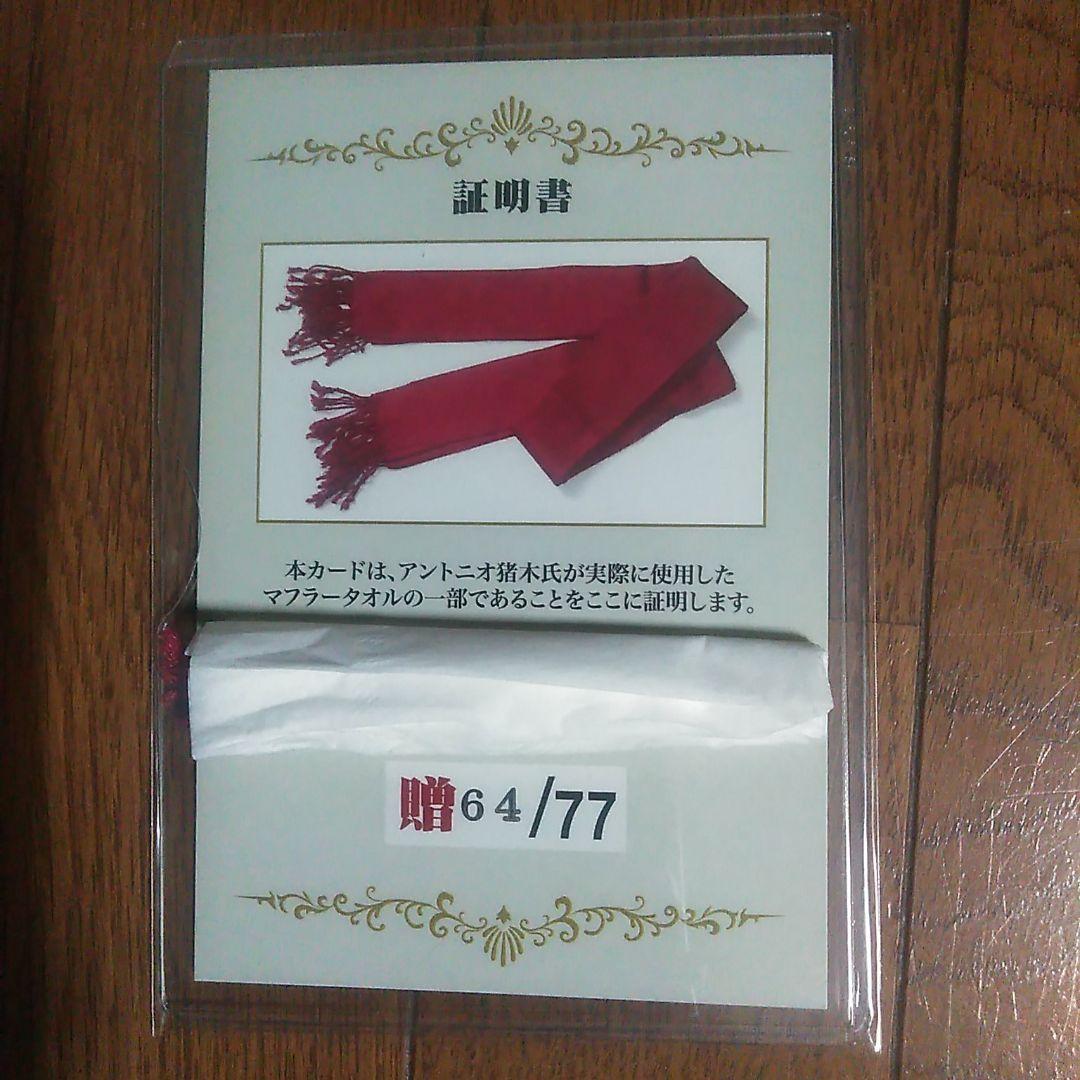 証明書
本カードは、アントニオ猪木氏が実際に使用した
マフラータオルの一部であることをここに証明します。
贈64/77